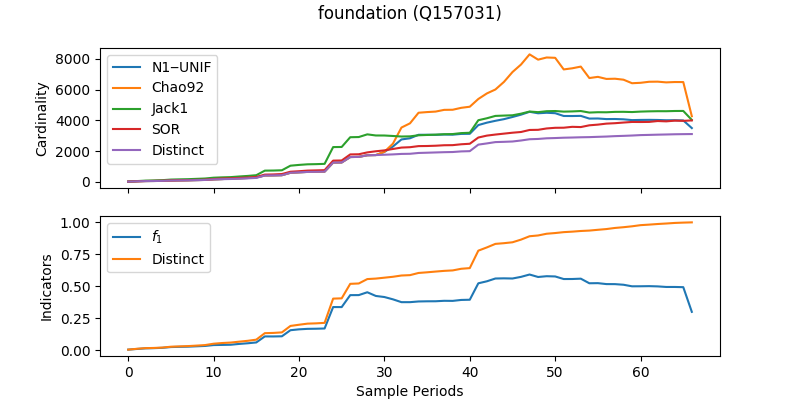 foundation (Q157031)
Cardinality
8000
6000
4000
2000
0
N1−UNIF
Chao92
Jack1
SOR
Distinct
Indicators
1.00
0.75
0.50
0.25
0.00
f1
Distinct
0 10 20 30 40 50 60
Sample Periods